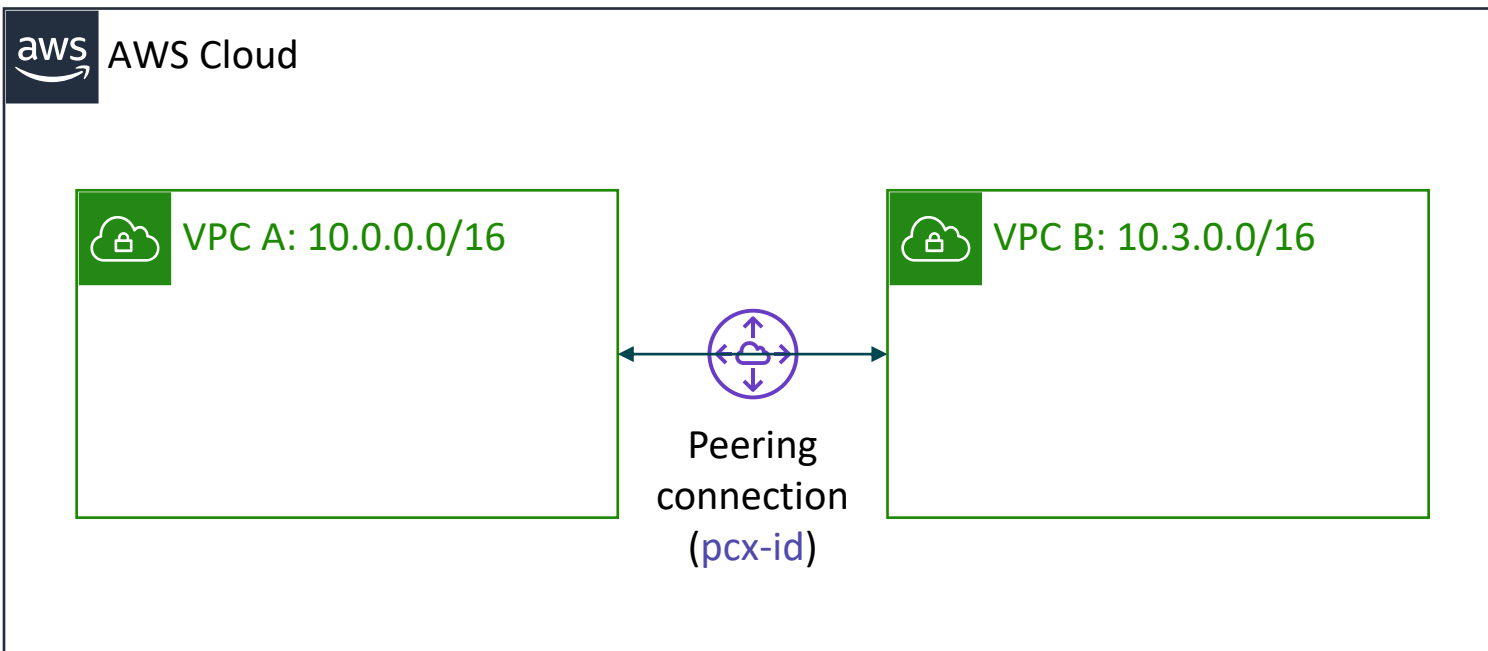 aws
AWS Cloud
VPC A: 10.0.0.0/16
VPC B: 10.3.0.0/16
Peering
connection
(pcx-id)